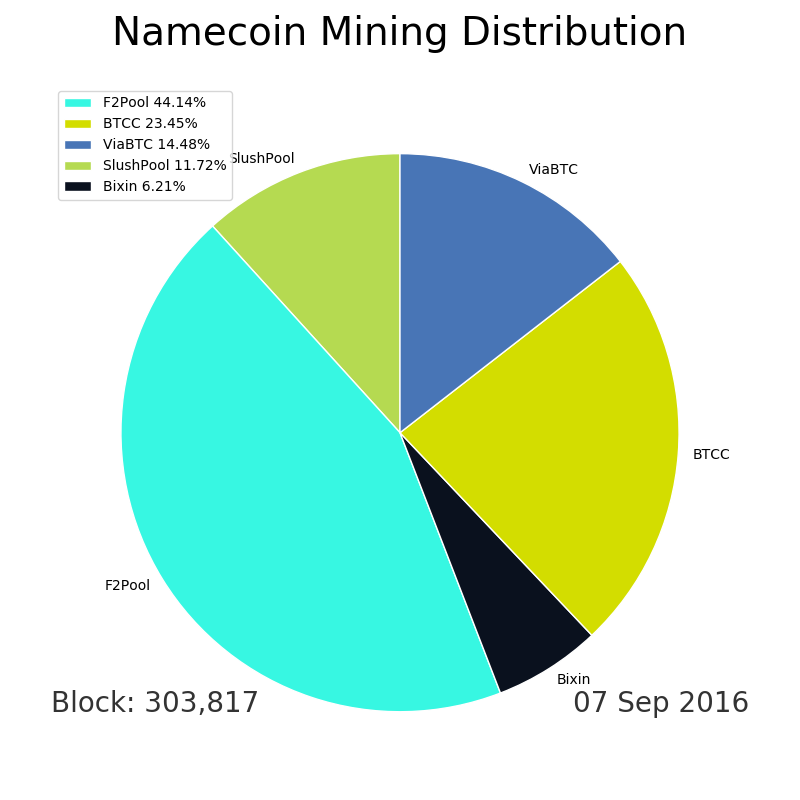 Namecoin Mining Distribution
F2Pool 44.14%
BTCC 23.45%
ViaBTC 14.48%
SlushPool 11.72%
Bixin 6.21%
SlushPool
ViaBTC
BTCC
F2Pool
Bixin
Block: 303,817
07 Sep 2016